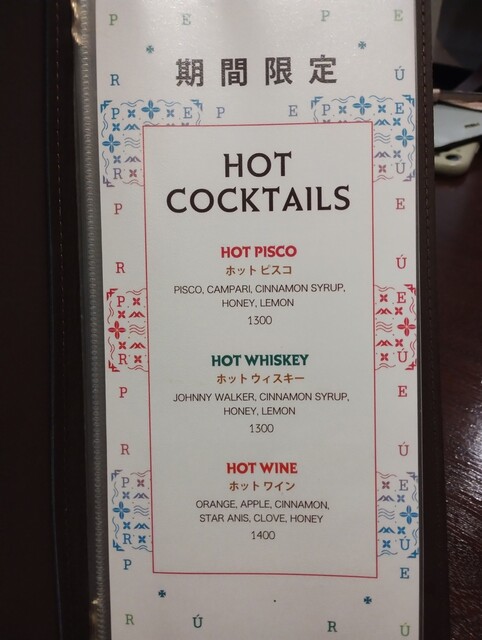 期間限定
HOT
COCKTAILS
HOT PISCO
ホット ピスコ
PISCO, CAMPARI, CINNAMON SYRUP,
HONEY, LEMON
1300
HOT WHISKEY
ホット ウィスキー
JOHNNY WALKER, CINNAMON SYRUP,
HONEY, LEMON
1300
HOT WINE
ホット ワイン
ORANGE, APPLE, CINNAMON,
STAR ANIS, CLOVE, HONEY
1400